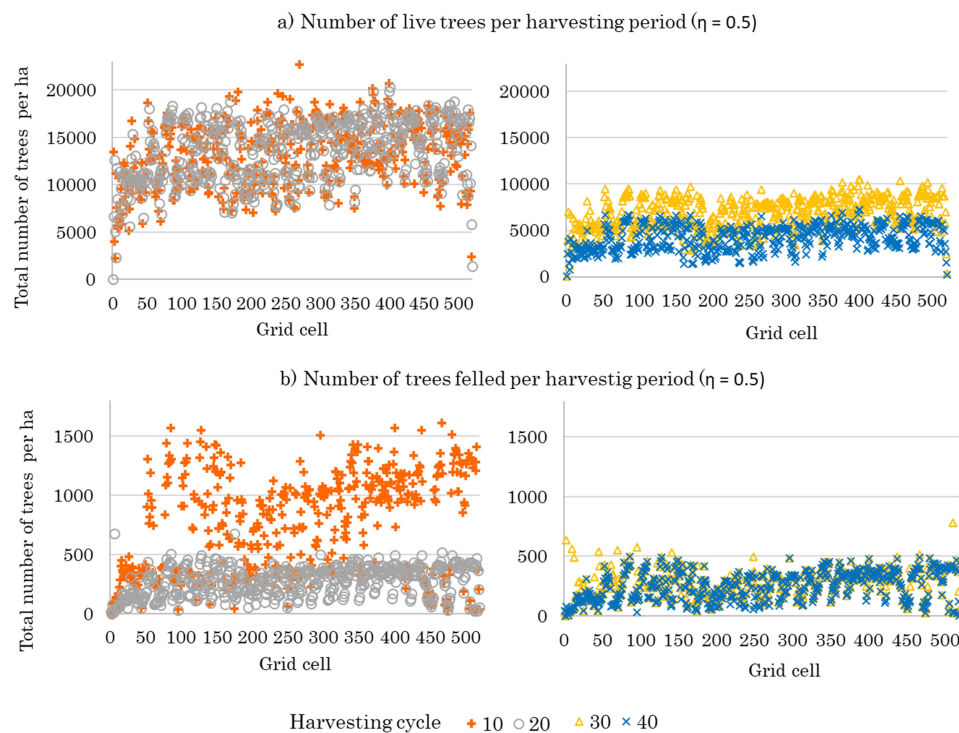 a) Number of live trees per harvesting period (η = 0.5)
Total number of trees per ha
20000
15000
10000
5000
0
0 50 100 150 200 250 300 350 400 450 500
Grid cell
20000
15000
10000
5000
0
0 50 100 150 200 250 300 350 400 450 500
Grid cell
b) Number of trees felled per harvestig period (η = 0.5)
Total number of trees per ha
1500
1000
500
0
0 50 100 150 200 250 300 350 400 450 500
Grid cell
1500
1000
500
0
0 50 100 150 200 250 300 350 400 450 500
Grid cell
Harvesting cycle 10 20 30 40